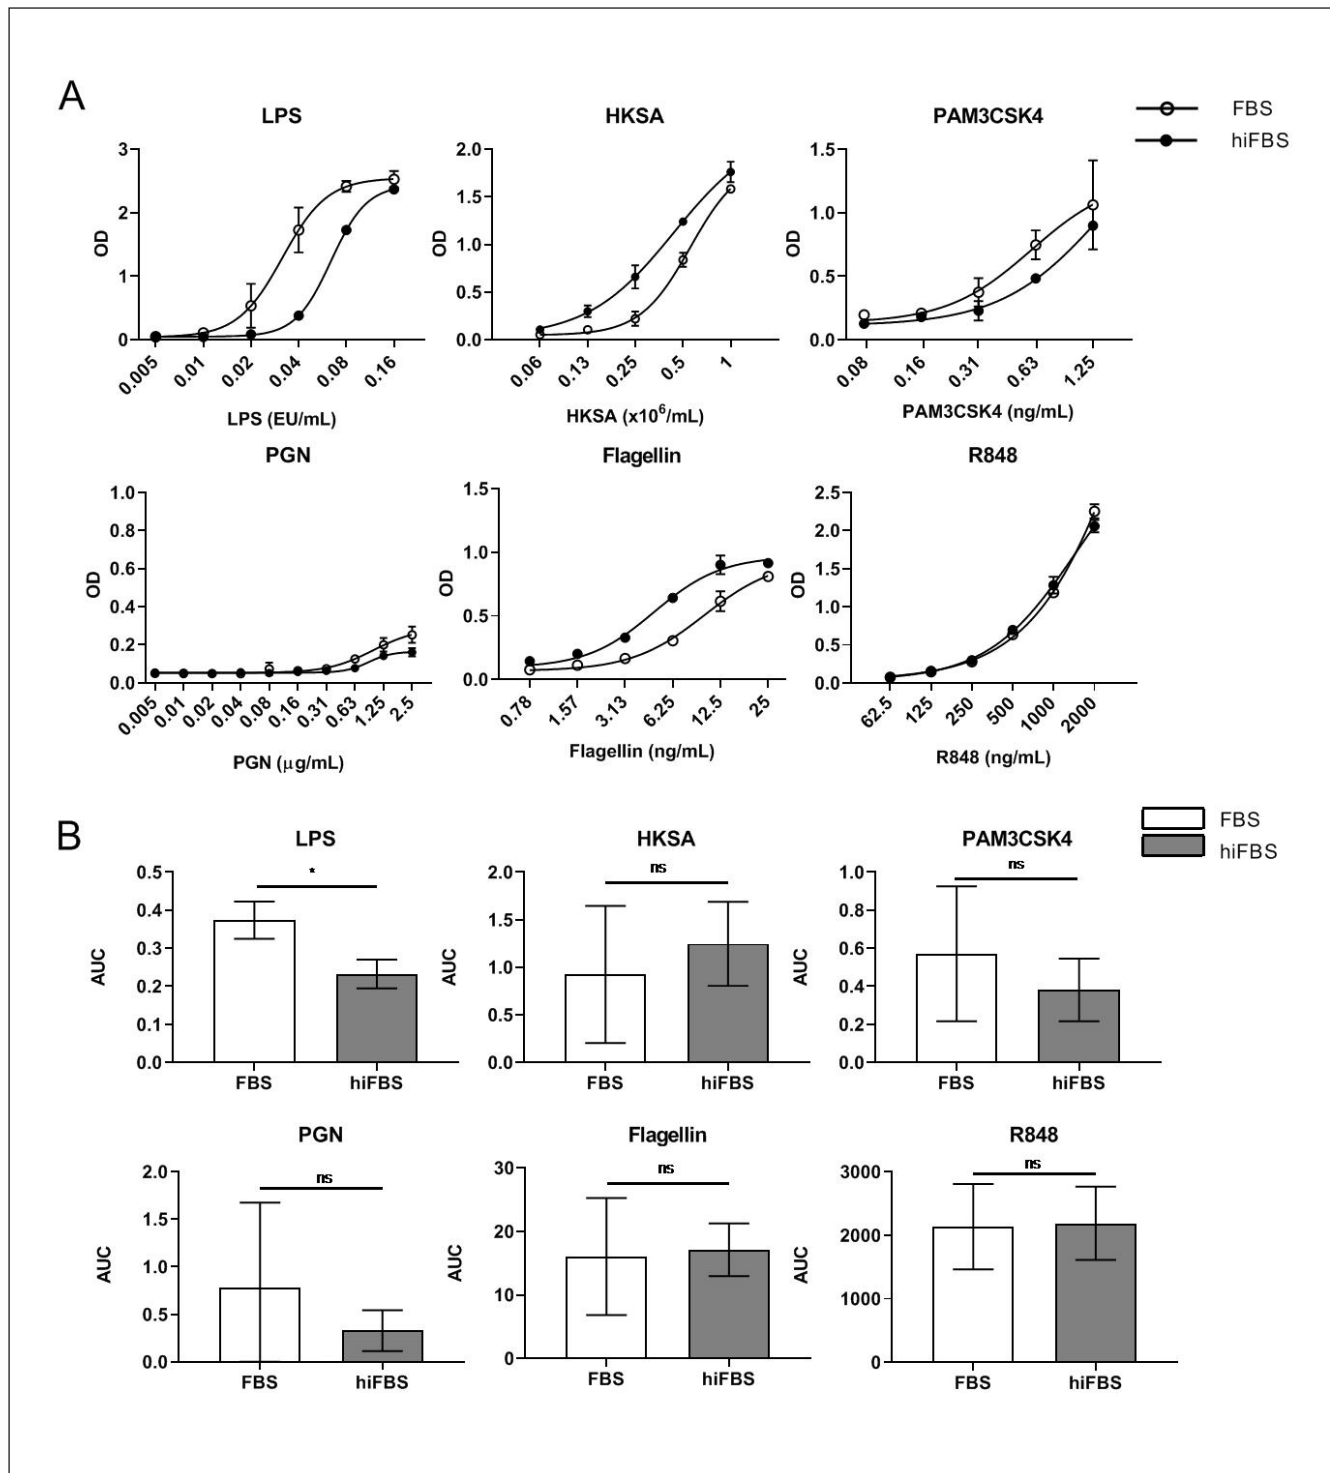 A
LPS
HKSA
PAM3CSK4
FBS
hiFBS
3
2
1
0
OD
0.005
0.01
0.02
0.04
0.08
0.16
LPS (EU/mL)
2.0
1.5
1.0
0.5
0.0
OD
0.06
0.13
0.25
0.5
1
HKSA (x10⁶/mL)
1.5
1.0
0.5
0.0
OD
0.08
0.16
0.31
0.63
1.25
PAM3CSK4 (ng/mL)
PGN
Flagellin
R848
1.0
0.8
0.6
0.4
0.2
0.0
OD
0.005
0.01
0.02
0.04
0.08
0.16
0.31
0.63
1.25
2.5
PGN (μg/mL)
1.5
1.0
0.5
0.0
OD
0.78
1.57
3.13
6.25
12.5
25
Flagellin (ng/mL)
2.5
2.0
1.5
1.0
0.5
0.0
OD
62.5
125
250
500
1000
2000
R848 (ng/mL)
B
LPS
HKSA
PAM3CSK4
FBS
hiFBS
0.5
0.4
0.3
0.2
0.1
0.0
AUC
*
FBS
hiFBS
2.0
1.5
1.0
0.5
0.0
AUC
ns
FBS
hiFBS
1.0
0.8
0.6
0.4
0.2
0.0
AUC
ns
FBS
hiFBS
PGN
Flagellin
R848
2.0
1.5
1.0
0.5
0.0
AUC
ns
FBS
hiFBS
30
20
10
0
AUC
ns
FBS
hiFBS
3000
2000
1000
0
AUC
ns
FBS
hiFBS